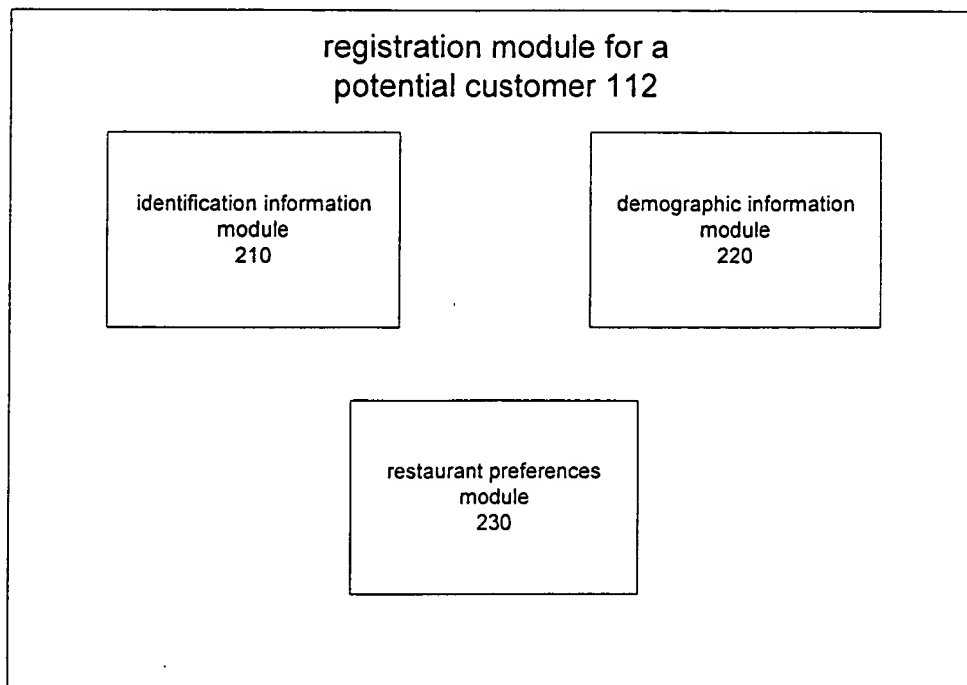 registration module for a
potential customer 112
identification information
module
210
demographic information
module
220
restaurant preferences
module
230